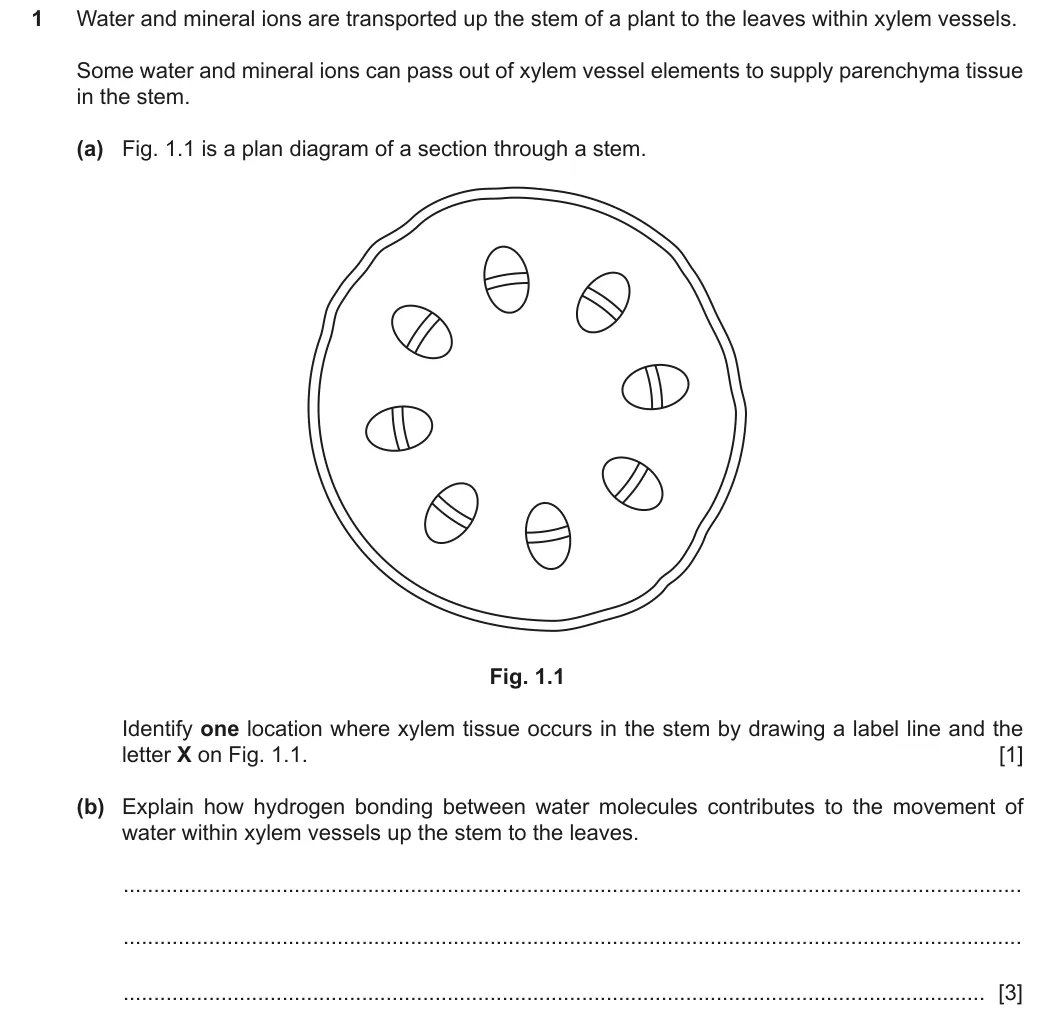 1 Water and mineral ions are transported up the stem of a plant to the leaves within xylem vessels.
Some water and mineral ions can pass out of xylem vessel elements to supply parenchyma tissue
in the stem.
(a) Fig. 1.1 is a plan diagram of a section through a stem.
Fig. 1.1
Identify one location where xylem tissue occurs in the stem by drawing a label line and the
letter X on Fig. 1.1. [1]
(b) Explain how hydrogen bonding between water molecules contributes to the movement of
water within xylem vessels up the stem to the leaves.
[3]